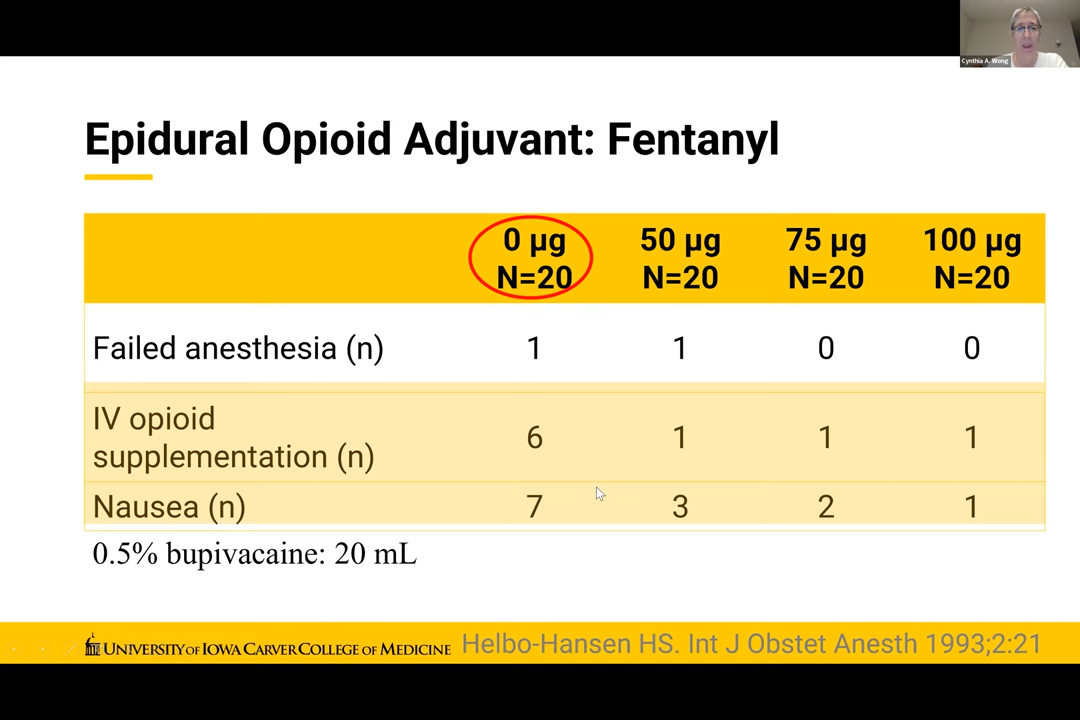 Cynthia A. Wong
Epidural Opioid Adjuvant: Fentanyl
0 µg 50 µg 75 µg 100 µg
N=20 N=20 N=20 N=20
Failed anesthesia (n) 1 1 0 0
IV opioid
supplementation (n) 6 1 1 1
Nausea (n) 7 3 2 1
0.5% bupivacaine: 20 mL
UNIVERSITY OF IOWA CARVER COLLEGE OF MEDICINE Helbo-Hansen HS. Int J Obstet Anesth 1993;2:21